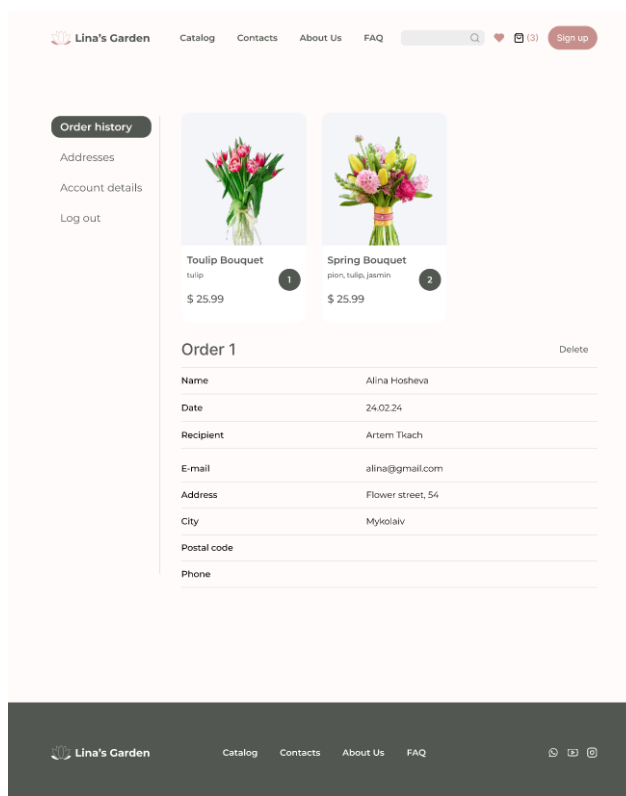 Lina's Garden Catalog Contacts About Us FAQ (3) Sign up
Order history
Addresses
Account details
Log out
Toulip Bouquet
tulip
1
$ 25.99
Spring Bouquet
pion, tulip, jasmin
2
$ 25.99
Order 1 Delete
Name Alina Hosheva
Date 24.02.24
Recipient Artem Tkach
E-mail alina@gmail.com
Address Flower street, 54
City Mykolaiv
Postal code
Phone
Lina's Garden Catalog Contacts About Us FAQ